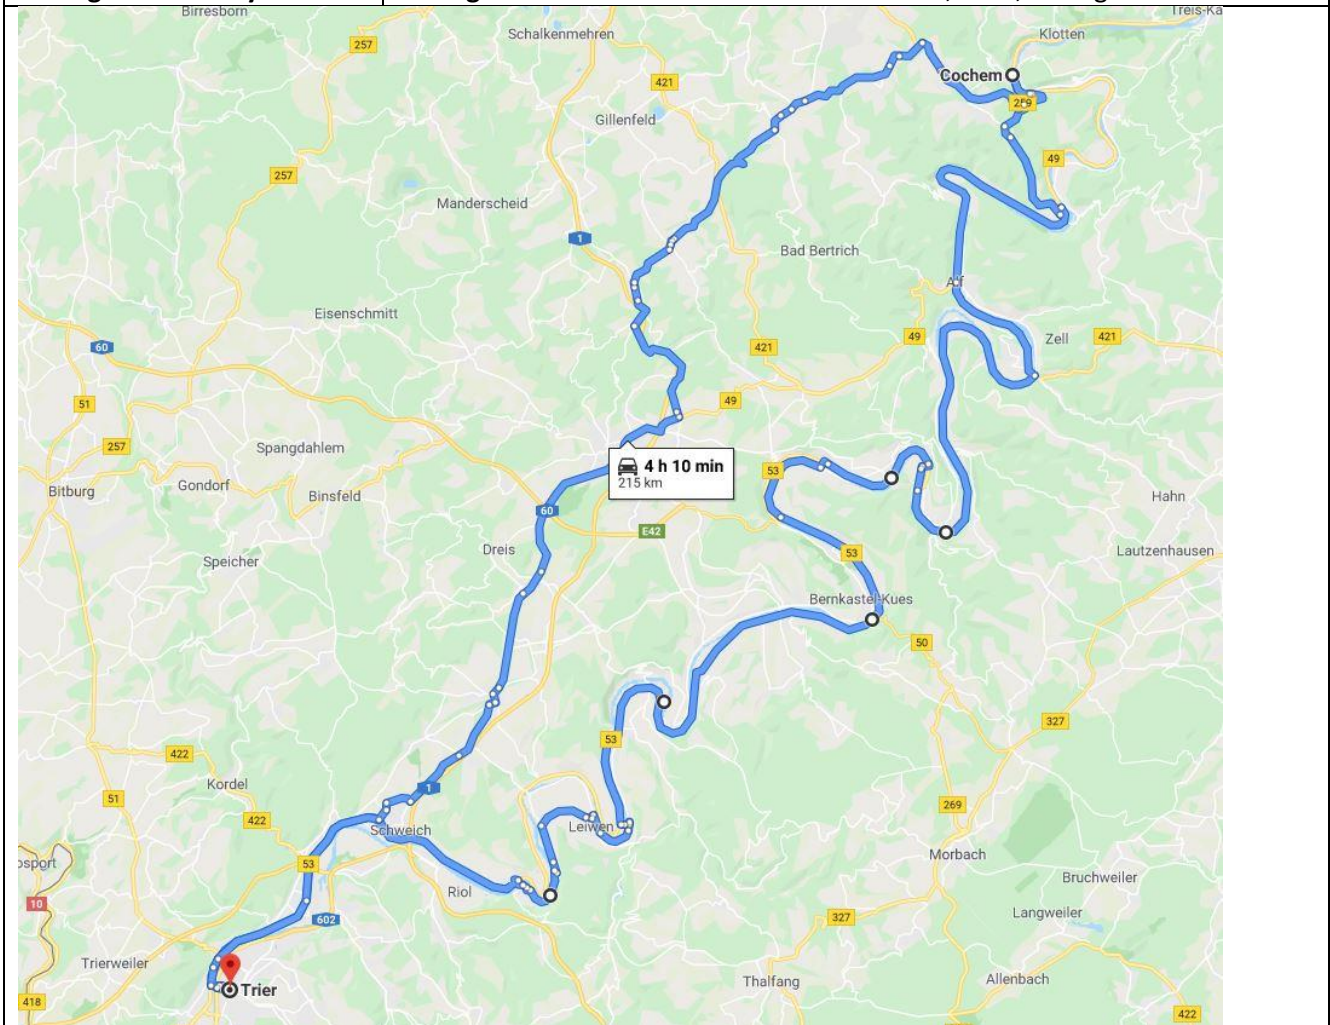 Birresborn
Treis-Ka
Schalkenmehren
Klotten
257
421
Cochem
259
Gillenfeld
49
257
Manderscheid
1
Bad Bertrich
Alf
Eisenschmitt
49
Zell
421
60
421
51
49
257
Spangdahlem
4 h 10 min
215 km
53
Bitburg
Gondorf
Binsfeld
Hahn
60
E42
Dreis
53
Lautzenhausen
Speicher
Bernkastel-Kues
50
327
53
422
Kordel
1
51
422
269
Schweich
Leiwen
Morbach
osport
53
Riol
Bruchweiler
10
602
327
Langweiler
Trierweiler
Trier
Thalfang
Allenbach
418
422